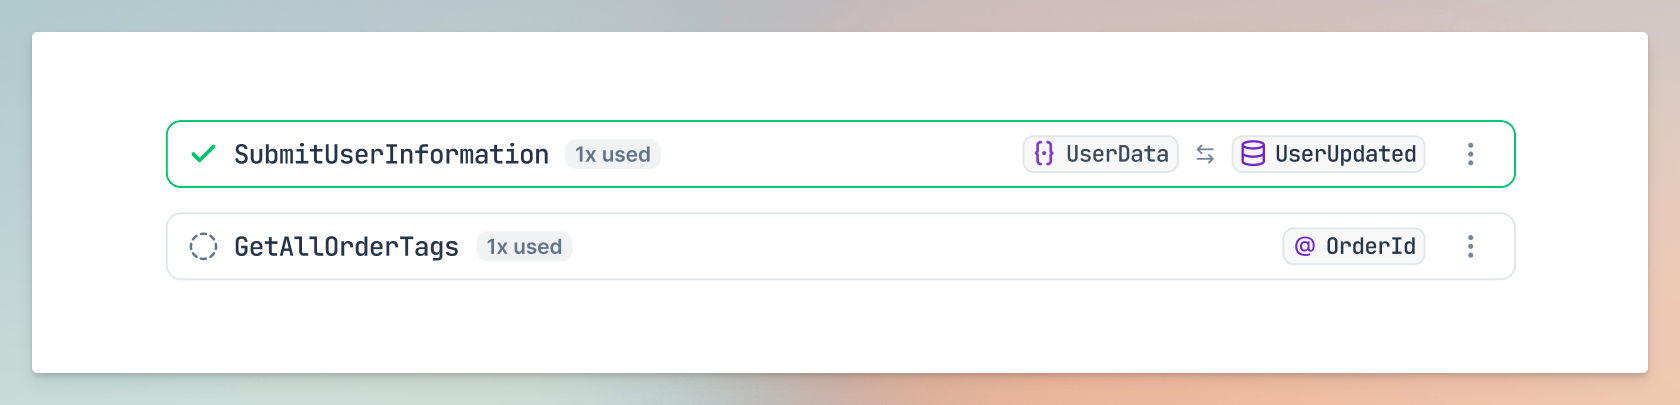 SubmitUserInformation 1x used UserData UserUpdated
GetAllOrderTags 1x used @ OrderId